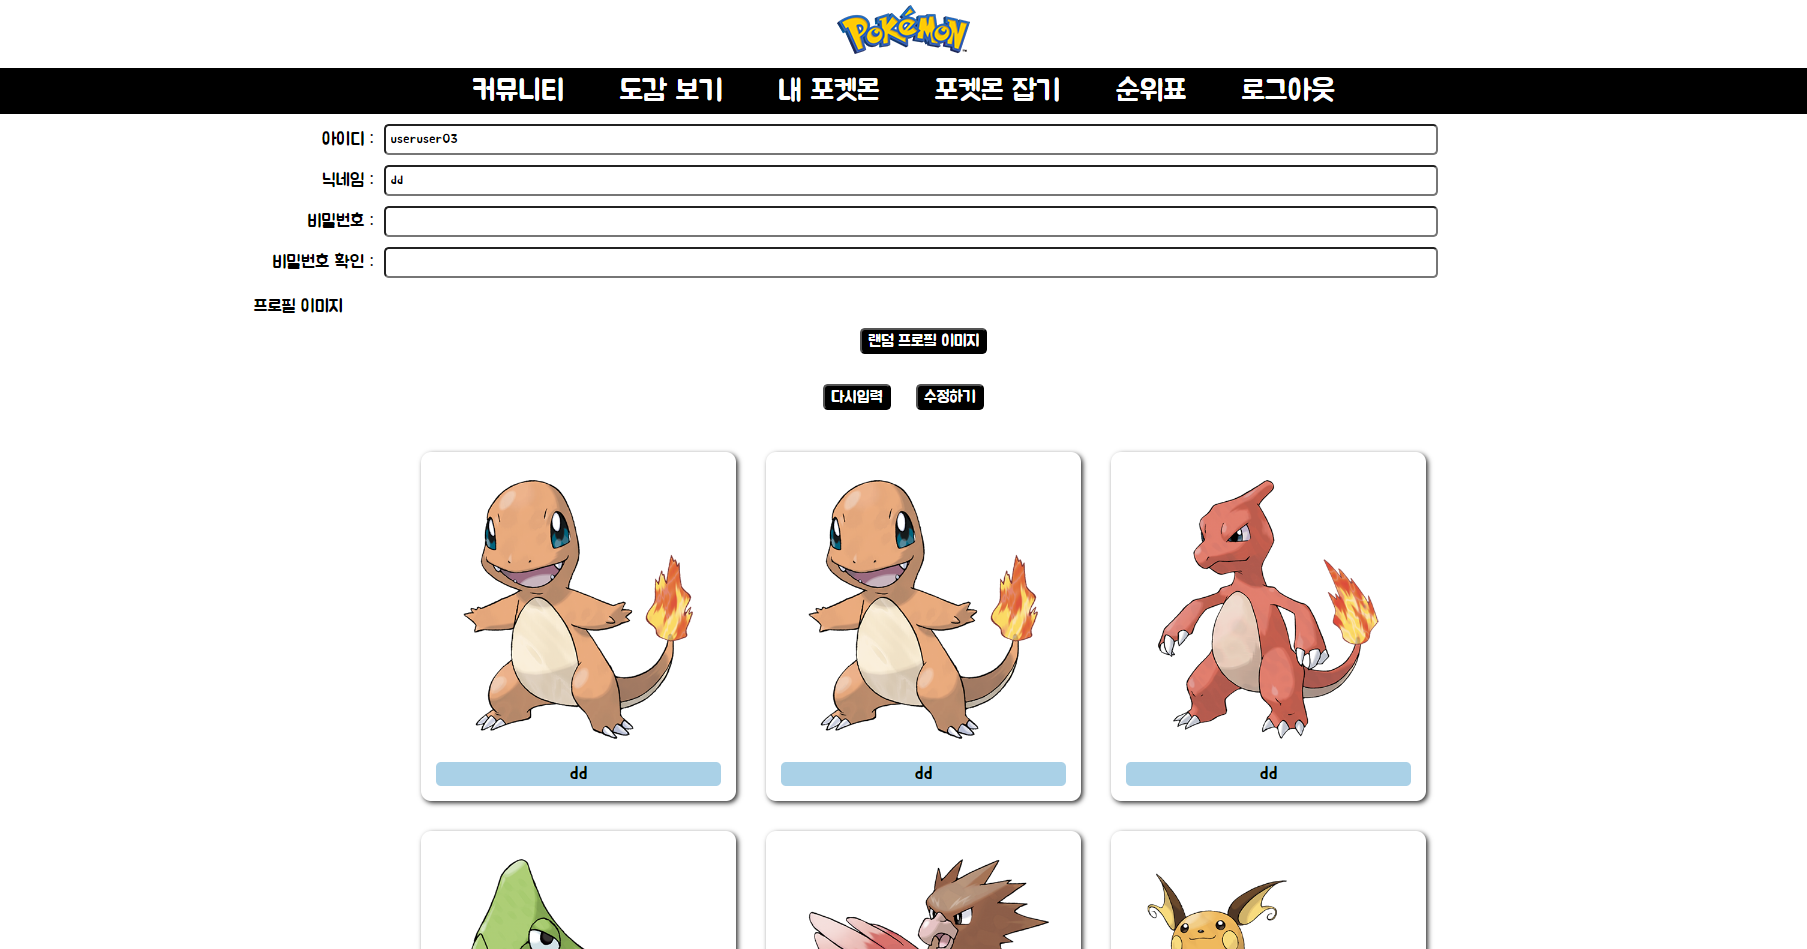 Pokémon
커뮤니티 도감 보기 내 포켓몬 포켓몬 잡기 순위표 로그아웃
아이디 : useruser03
닉네임 : dd
비밀번호 :
비밀번호 확인 :
프로필 이미지
랜덤 프로필 이미지
다시입력 수정하기
dd dd dd